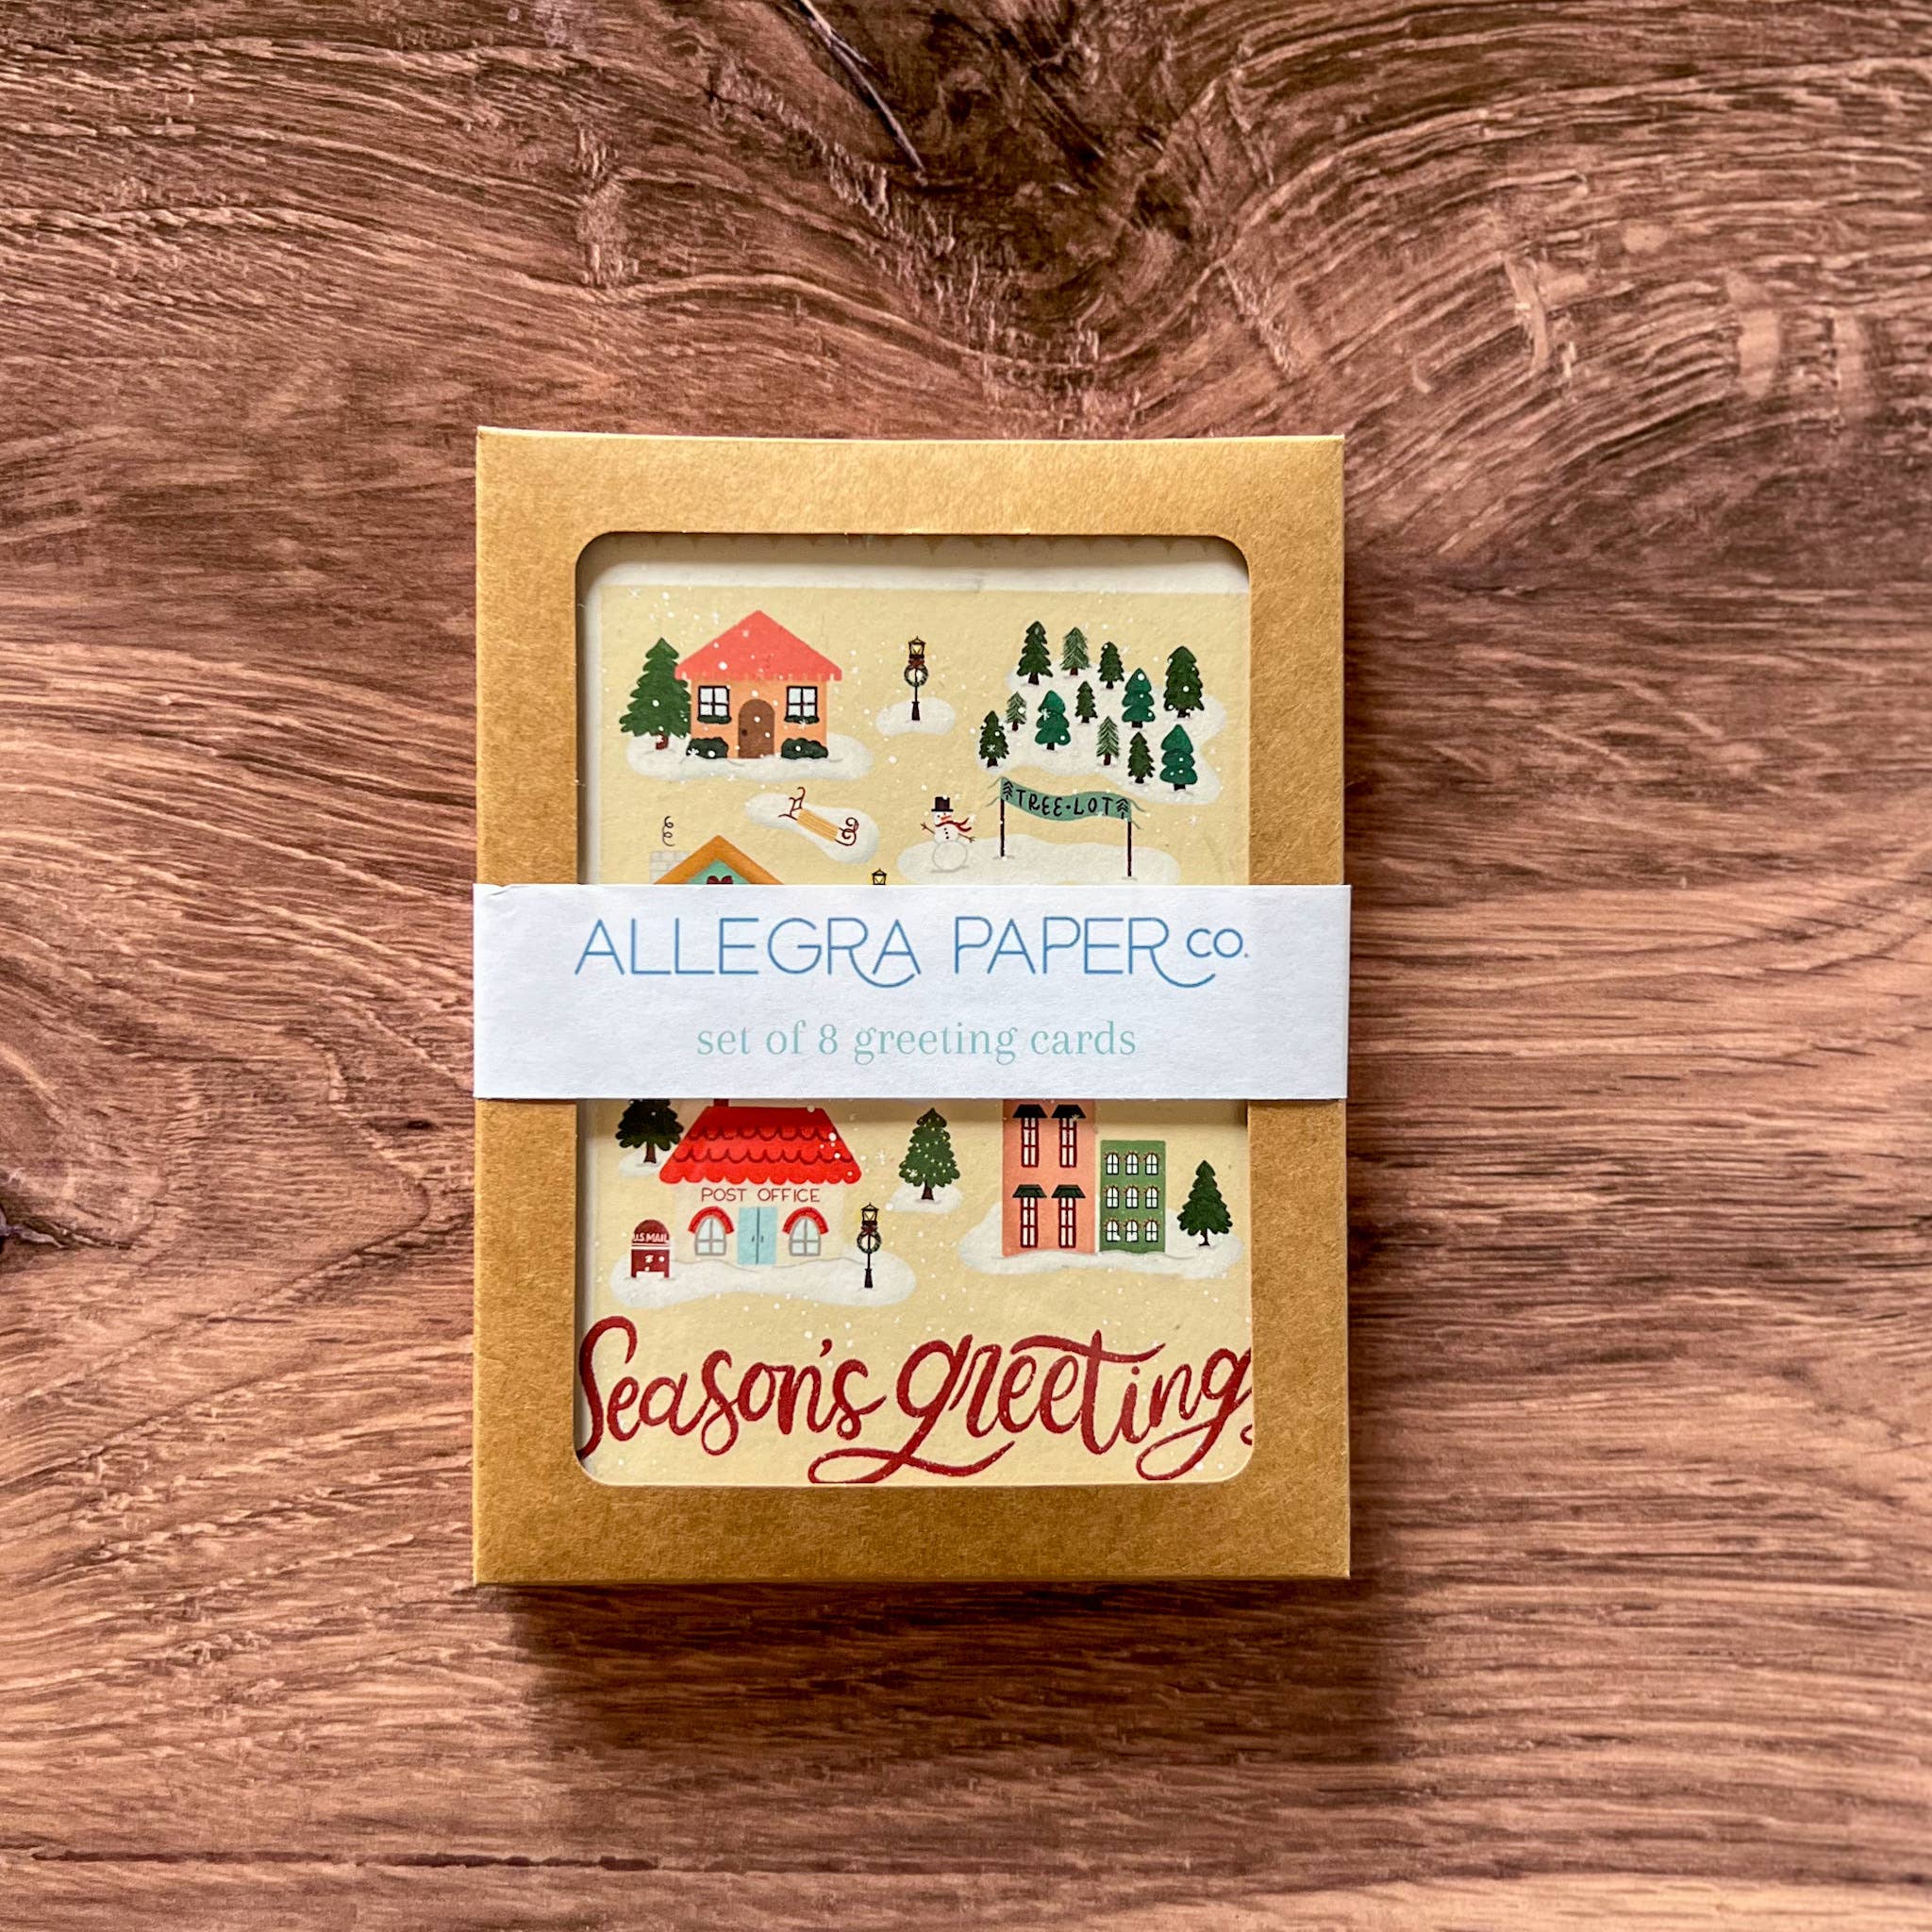 TREE·LOT
ALLEGRA PAPER CO.
set of 8 greeting cards
POST OFFICE
U.S. MAIL
Season's greeting